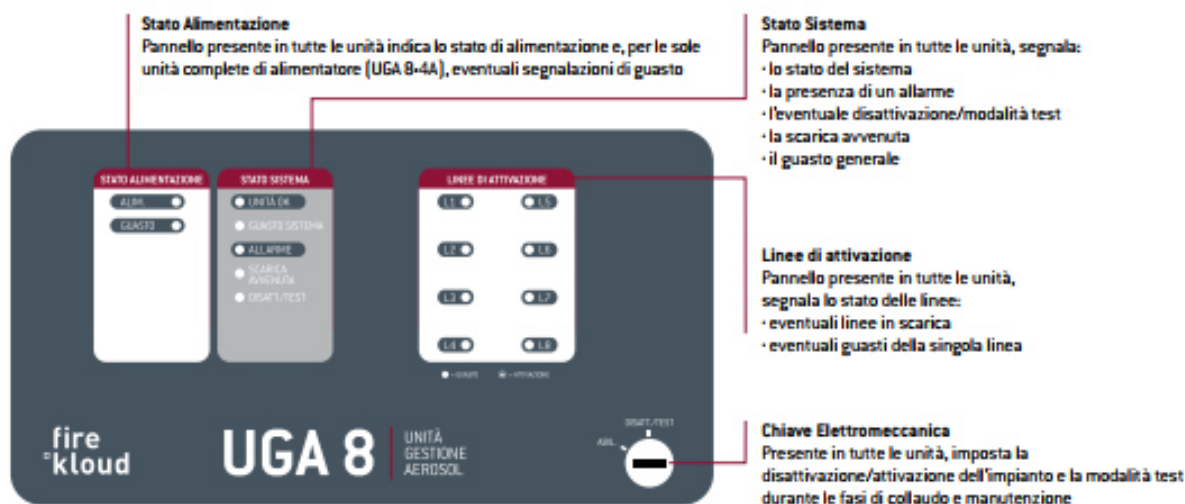 Stato Alimentazione
Pannello presente in tutte le unità indica lo stato di alimentazione e, per le sole
unità complete di alimentatore (UGA 8•4A), eventuali segnalazioni di guasto
Stato Sistema
Pannello presente in tutte le unità, segnala:
· lo stato del sistema
· la presenza di un allarme
· l'eventuale disattivazione/modalità test
· la scarica avvenuta
· il guasto generale
STATO ALIMENTAZIONE
ALIM.
GUASTO
STATO SISTEMA
UNITÀ OK
GUASTO SISTEMA
ALLARME
SCARICA
AVVENUTA
DISATT./TEST
LINEE DI ATTIVAZIONE
L1
L5
L2
L6
L3
L7
L4
L8
= GUASTO
= ATTIVAZIONE
Linee di attivazione
Pannello presente in tutte le unità,
segnala lo stato delle linee:
· eventuali linee in scarica
· eventuali guasti della singola linea
fire
kloud
UGA 8
UNITÀ
GESTIONE
AEROSOL
DISATT./TEST
Chiave Elettromeccanica
Presente in tutte le unità, imposta la
disattivazione/attivazione dell'impianto e la modalità test
durante le fasi di collaudo e manutenzione